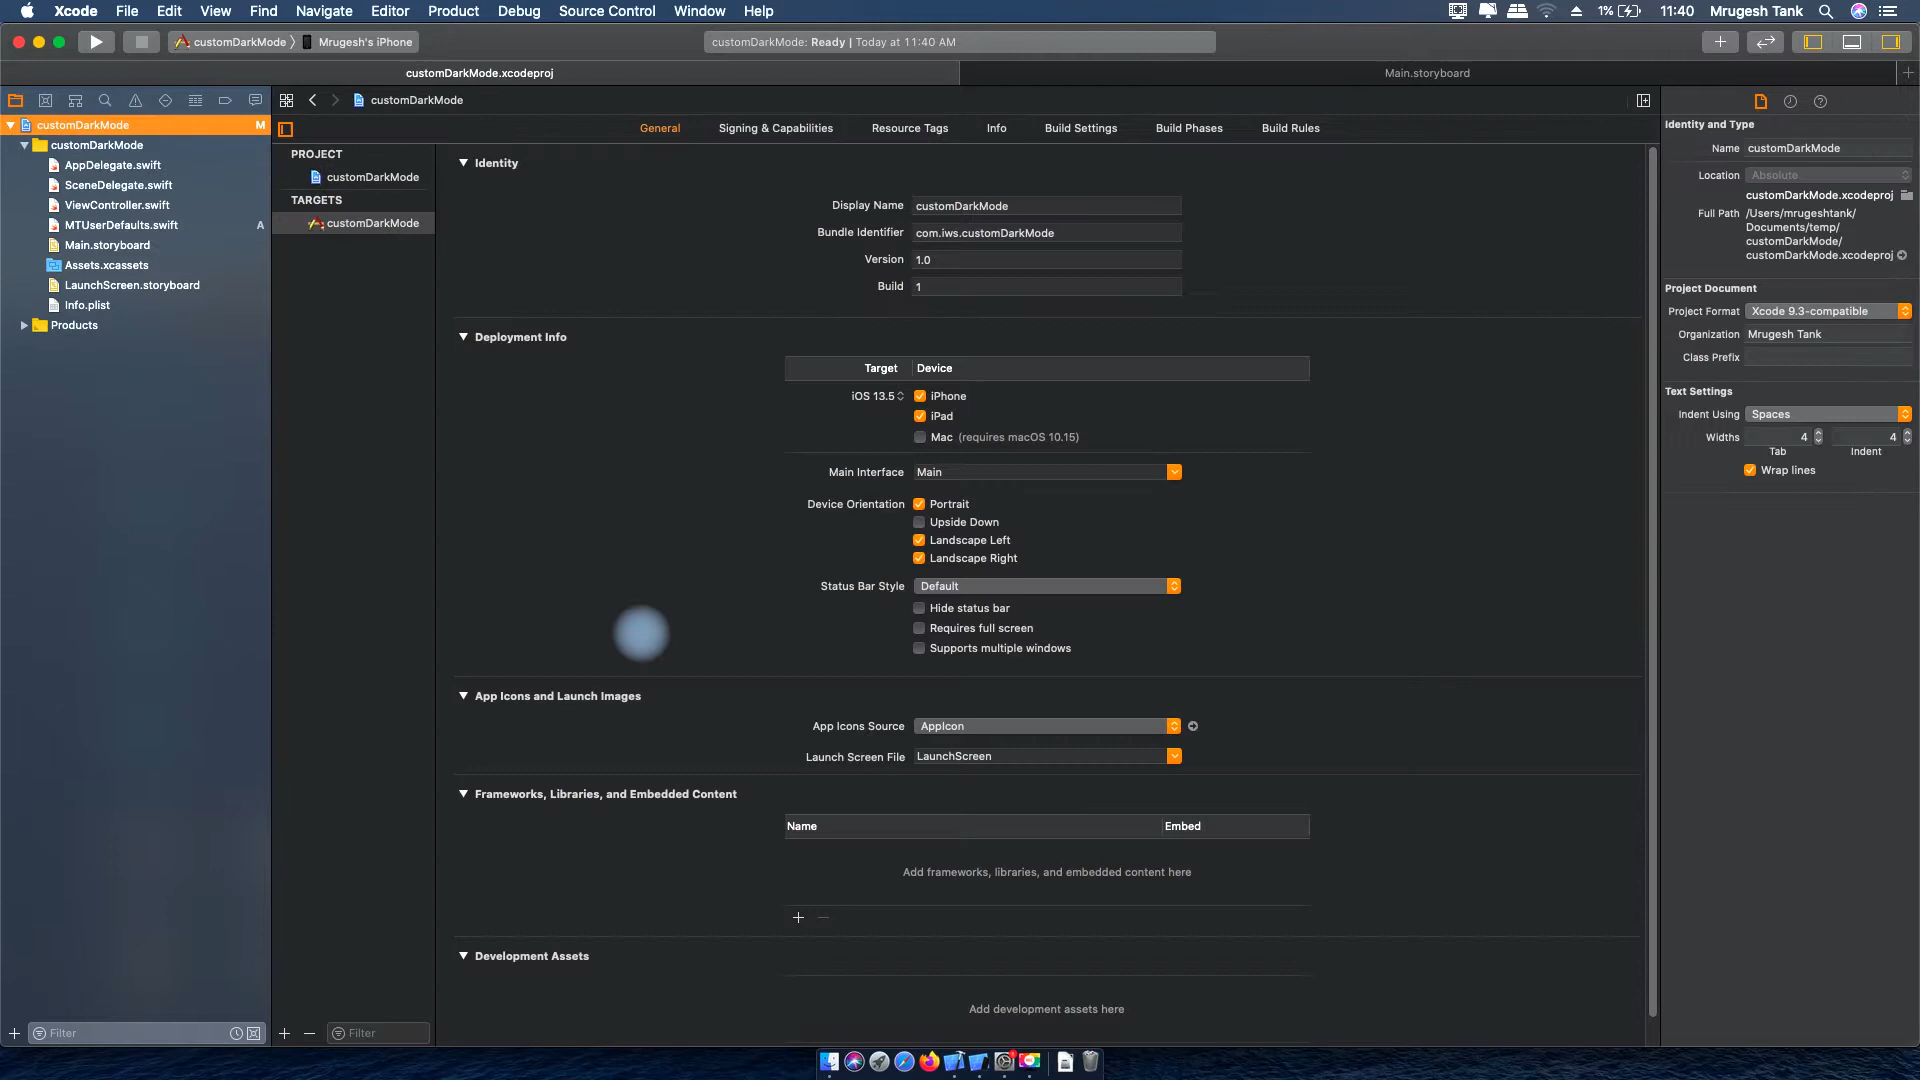 Xcode File Edit View Find Navigate Editor Product Debug Source Control Window Help
1% 11:40 Mrugesh Tank
customDarkMode Mrugesh's iPhone
customDarkMode: Ready | Today at 11:40 AM
customDarkMode.xcodeproj
Main.storyboard
customDarkMode M
customDarkMode
AppDelegate.swift
SceneDelegate.swift
ViewController.swift
MTUserDefaults.swift A
Main.storyboard
Assets.xcassets
LaunchScreen.storyboard
Info.plist
Products
Filter
customDarkMode
General Signing & Capabilities Resource Tags Info Build Settings Build Phases Build Rules
PROJECT
customDarkMode
TARGETS
customDarkMode
Filter
Identity
Display Name customDarkMode
Bundle Identifier com.iws.customDarkMode
Version 1.0
Build 1
Deployment Info
Target Device
iOS 13.5 iPhone
iPad
Mac (requires macOS 10.15)
Main Interface Main
Device Orientation Portrait
Upside Down
Landscape Left
Landscape Right
Status Bar Style Default
Hide status bar
Requires full screen
Supports multiple windows
App Icons and Launch Images
App Icons Source AppIcon
Launch Screen File LaunchScreen
Frameworks, Libraries, and Embedded Content
Name Embed
Add frameworks, libraries, and embedded content here
Development Assets
Add development assets here
Identity and Type
Name customDarkMode
Location Absolute
customDarkMode.xcodeproj
Full Path /Users/mrugeshtank/
Documents/temp/
customDarkMode/
customDarkMode.xcodeproj
Project Document
Project Format Xcode 9.3-compatible
Organization Mrugesh Tank
Class Prefix
Text Settings
Indent Using Spaces
Widths 4 4
Tab Indent
Wrap lines